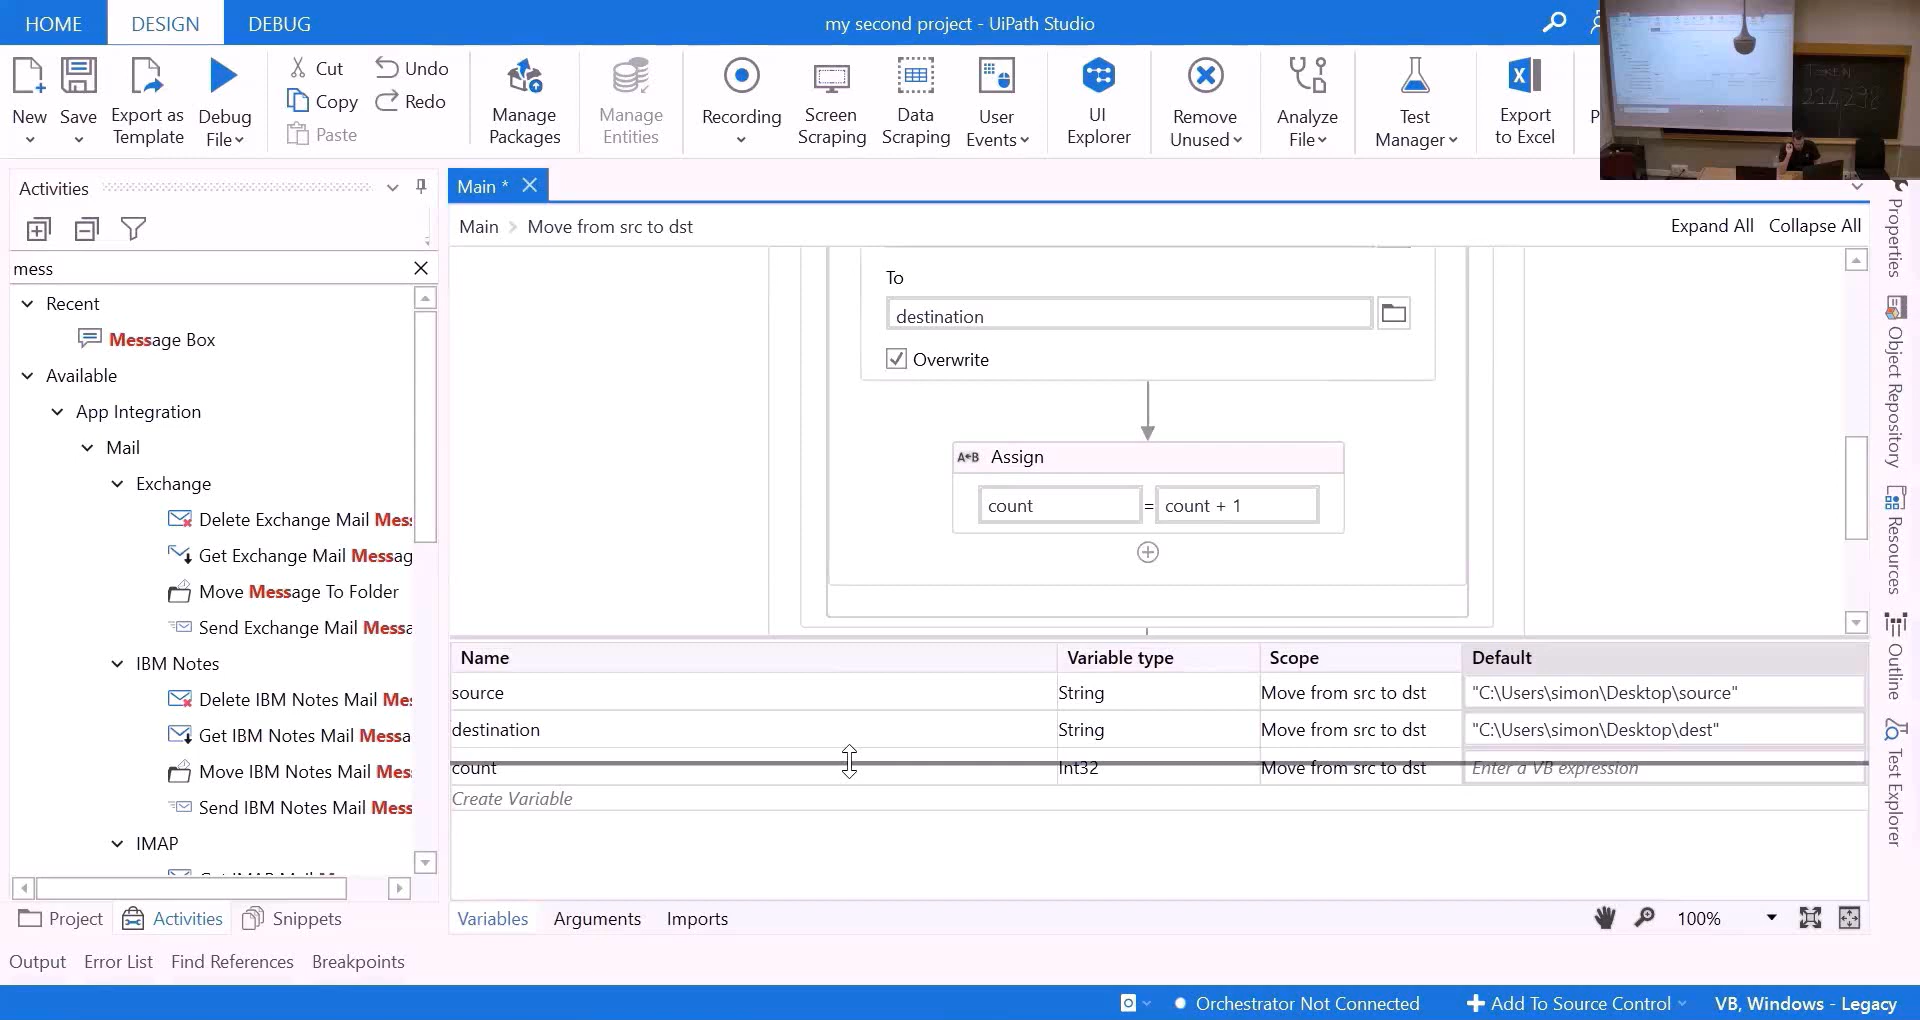 HOME
DESIGN
DEBUG
my second project - UiPath Studio
New
Save
Export as
Template
Debug
File
Cut
Copy
Paste
Undo
Redo
Manage
Packages
Manage
Entities
Recording
Screen
Scraping
Data
Scraping
User
Events
UI
Explorer
Remove
Unused
Analyze
File
Test
Manager
Export
to Excel
P
Activities
mess
Recent
Message Box
Available
App Integration
Mail
Exchange
Delete Exchange Mail Mess
Get Exchange Mail Messag
Move Message To Folder
Send Exchange Mail Messa
IBM Notes
Delete IBM Notes Mail Me
Get IBM Notes Mail Messa
Move IBM Notes Mail Mes
Send IBM Notes Mail Mess
IMAP
Project
Activities
Snippets
Main *
Main
Move from src to dst
Expand All
Collapse All
To
destination
Overwrite
A←B Assign
count
=
count + 1
Name
Variable type
Scope
Default
source
String
Move from src to dst
"C:\Users\simon\Desktop\source"
destination
String
Move from src to dst
"C:\Users\simon\Desktop\dest"
count
Int32
Move from src to dst
Enter a VB expression
Create Variable
Variables
Arguments
Imports
100%
Properties
Object Repository
Resources
Outline
Test Explorer
Output
Error List
Find References
Breakpoints
Orchestrator Not Connected
Add To Source Control
VB, Windows - Legacy